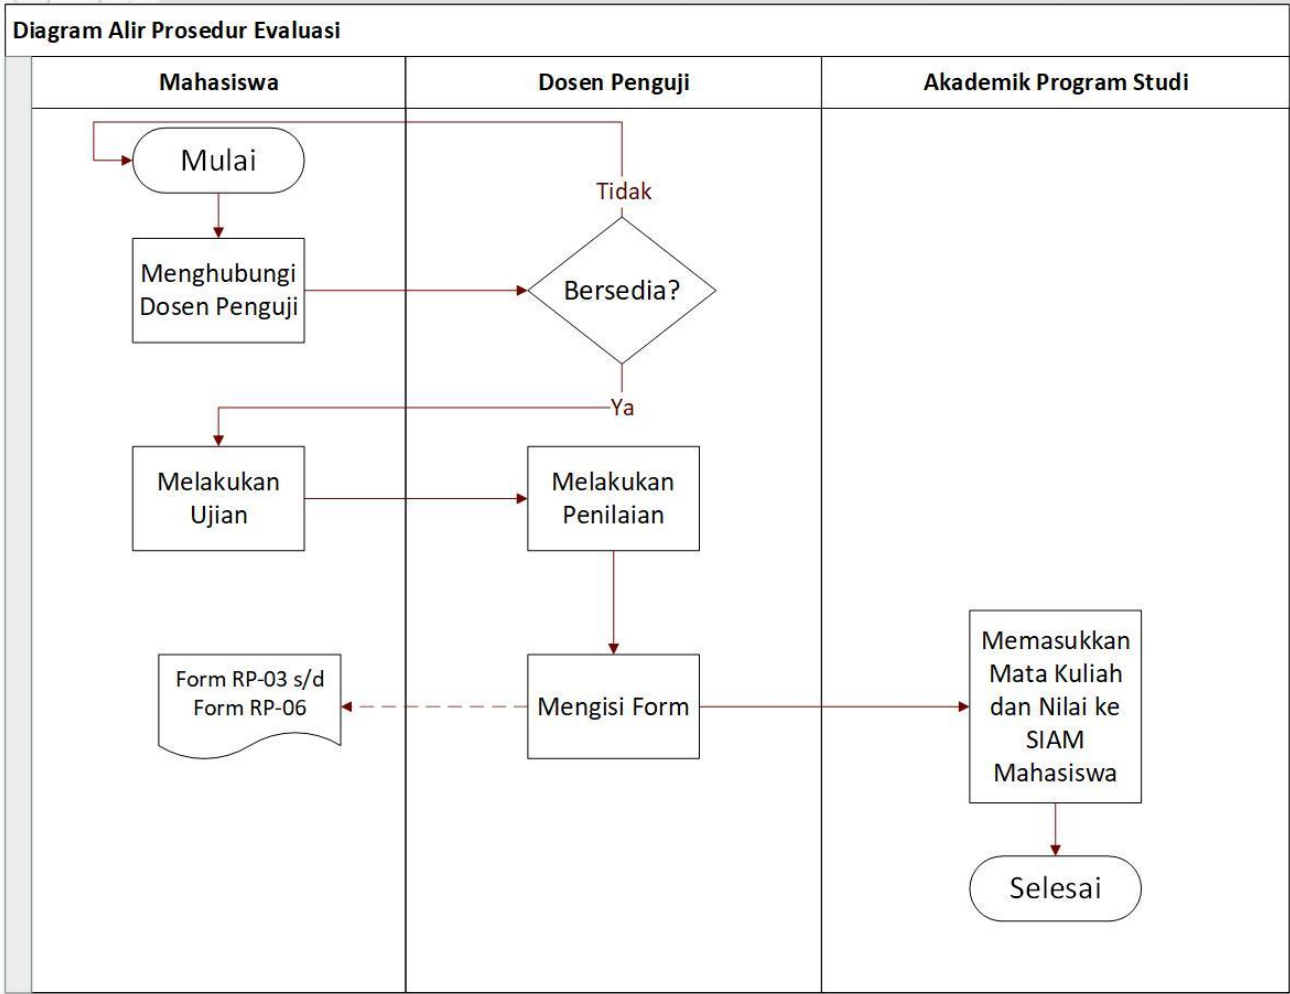 Diagram Alir Prosedur Evaluasi
Mahasiswa
Dosen Penguji
Akademik Program Studi
Mulai
Tidak
Menghubungi
Dosen Penguji
Bersedia?
Ya
Melakukan
Ujian
Melakukan
Penilaian
Form RP-03 s/d
Form RP-06
Mengisi Form
Memasukkan
Mata Kuliah
dan Nilai ke
SIAM
Mahasiswa
Selesai